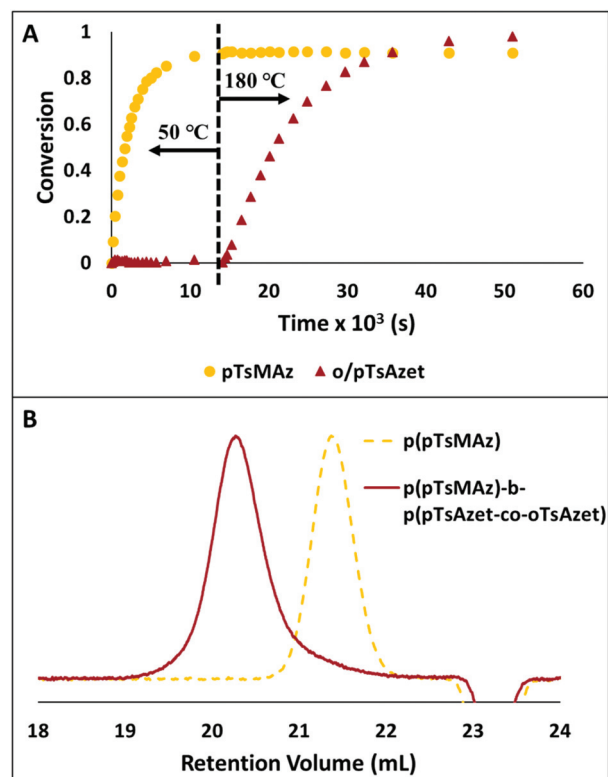 A
1
0.8
0.6
0.4
0.2
0
Conversion
180 °C
50 °C
0 10 20 30 40 50 60
Time x 10³ (s)
pTsMAz o/pTsAzet
B
p(pTsMAz)
p(pTsMAz)-b-
p(pTsAzet-co-oTsAzet)
18 19 20 21 22 23 24
Retention Volume (mL)